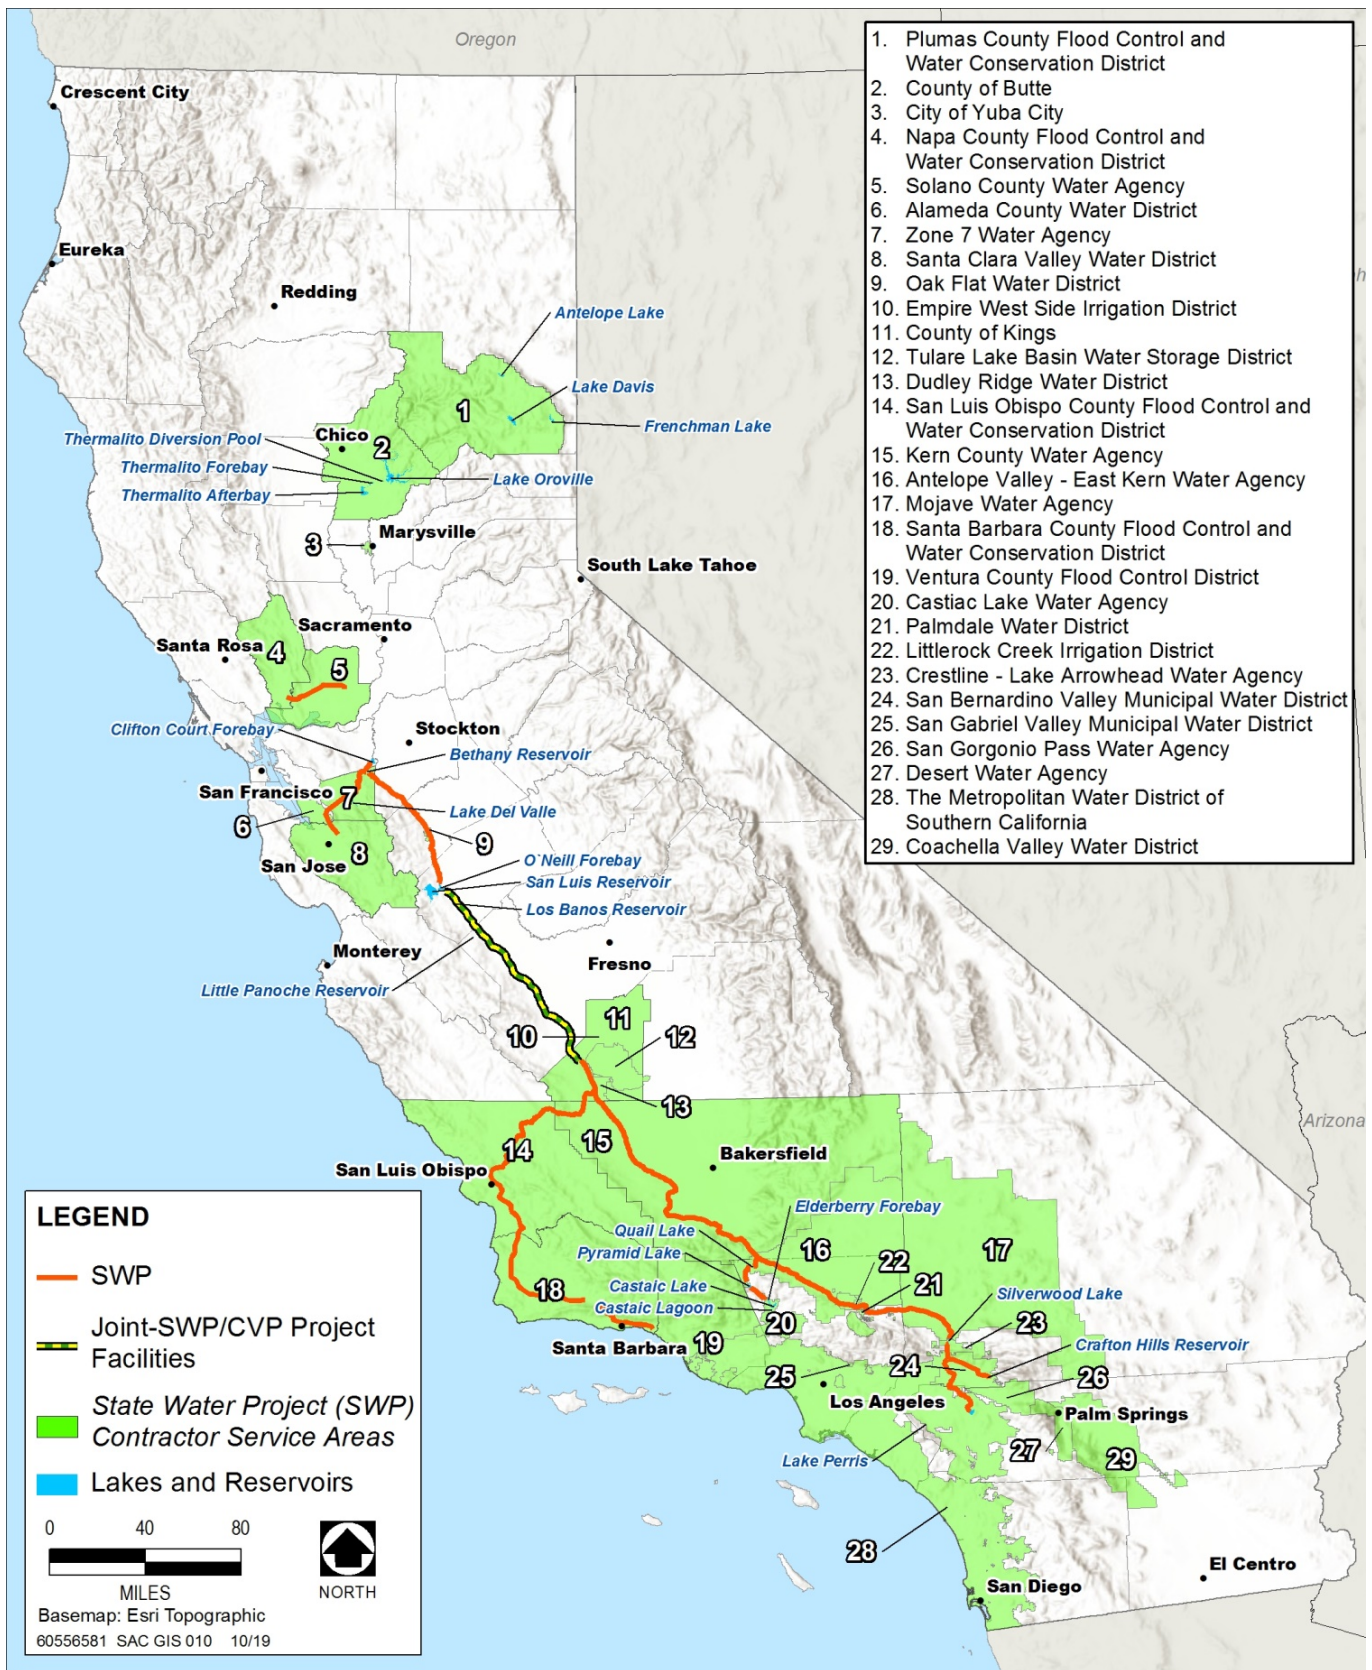 Oregon
Crescent City
Eureka
Redding
Antelope Lake
Lake Davis
1
Frenchman Lake
Chico
2
Thermalito Diversion Pool
Thermalito Forebay
Lake Oroville
Thermalito Afterbay
3
Marysville
South Lake Tahoe
Sacramento
Santa Rosa
4
5
Clifton Court Forebay
Stockton
Bethany Reservoir
San Francisco
7
Lake Del Valle
6
9
8
San Jose
O`Neill Forebay
San Luis Reservoir
Los Banos Reservoir
Monterey
Fresno
Little Panoche Reservoir
11
10
12
13
Arizona
14
15
Bakersfield
San Luis Obispo
Elderberry Forebay
Quail Lake
16
17
Pyramid Lake
22
Castaic Lake
21
Silverwood Lake
18
Castaic Lagoon
20
23
Santa Barbara
19
Crafton Hills Reservoir
25
24
26
Los Angeles
Palm Springs
27
29
Lake Perris
28
El Centro
San Diego
1. Plumas County Flood Control and
Water Conservation District
2. County of Butte
3. City of Yuba City
4. Napa County Flood Control and
Water Conservation District
5. Solano County Water Agency
6. Alameda County Water District
7. Zone 7 Water Agency
8. Santa Clara Valley Water District
9. Oak Flat Water District
10. Empire West Side Irrigation District
11. County of Kings
12. Tulare Lake Basin Water Storage District
13. Dudley Ridge Water District
14. San Luis Obispo County Flood Control and
Water Conservation District
15. Kern County Water Agency
16. Antelope Valley - East Kern Water Agency
17. Mojave Water Agency
18. Santa Barbara County Flood Control and
Water Conservation District
19. Ventura County Flood Control District
20. Castiac Lake Water Agency
21. Palmdale Water District
22. Littlerock Creek Irrigation District
23. Crestline - Lake Arrowhead Water Agency
24. San Bernardino Valley Municipal Water District
25. San Gabriel Valley Municipal Water District
26. San Gorgonio Pass Water Agency
27. Desert Water Agency
28. The Metropolitan Water District of
Southern California
29. Coachella Valley Water District
LEGEND
SWP
Joint-SWP/CVP Project
Facilities
State Water Project (SWP)
Contractor Service Areas
Lakes and Reservoirs
0 40 80
MILES
NORTH
Basemap: Esri Topographic
60556581 SAC GIS 010 10/19